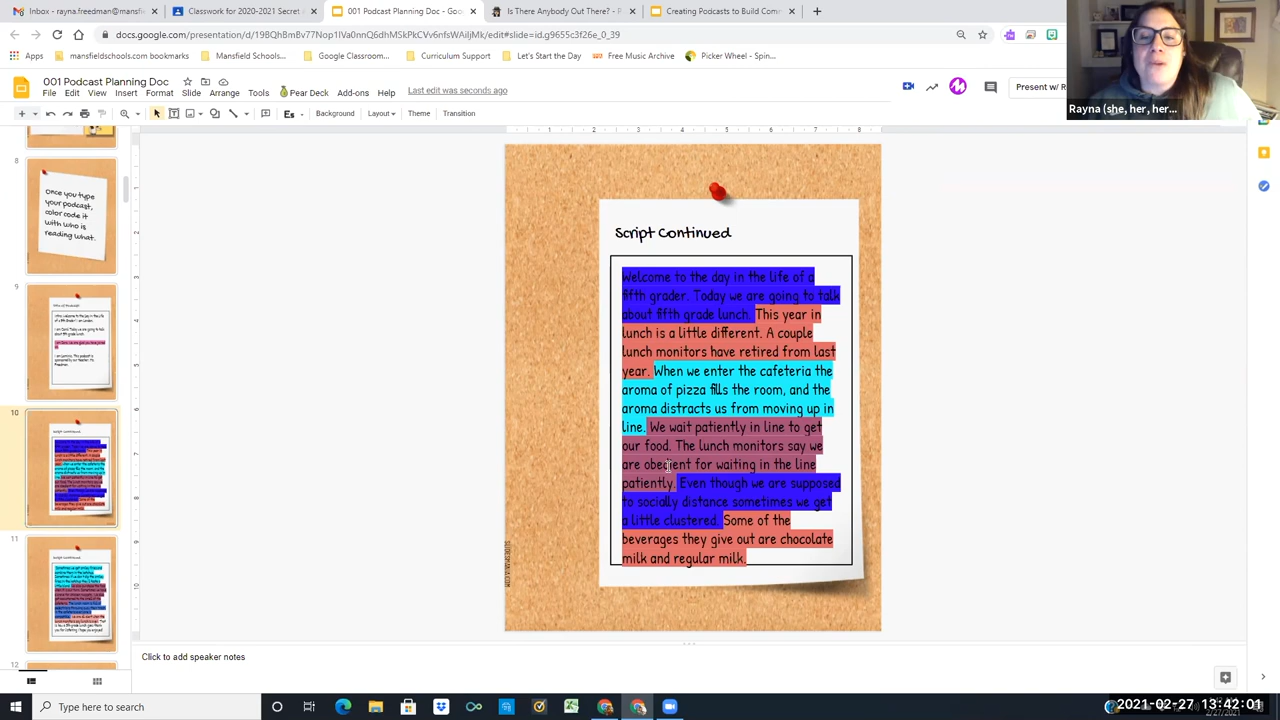 Inbox - rayna.freedman@mansfie
Classwork for 2020-2021 Secret
001 Podcast Planning Doc - Goo
Is There Anybody Out There? - P
Creating Podcasts to Build Com
Apps
mansfieldschools.com Bookmarks
Mansfield Schools...
Google Classroom...
Curriculum Support
Let's Start the Day
Free Music Archive
Picker Wheel - Spin...
001 Podcast Planning Doc
File Edit View Insert Format Slide Arrange Tools Pear Deck Add-ons Help
Last edit was seconds ago
Present w/ R
Rayna (she, her, her...
Background Layout Theme Transition
8
Once you type
your podcast,
color code it
with who is
reading what.
9
10
11
12
Script Continued
Welcome to the day in the life of a
fifth grader. Today we are going to talk
about fifth grade lunch. This year in
lunch is a little different. A couple
lunch monitors have retired from last
year. When we enter the cafeteria the
aroma of pizza fills the room, and the
aroma distracts us from moving up in
line. We wait patiently in line to get
our food. The lunch monitors say we
are obedient for waiting in the line
patiently. Even though we are supposed
to socially distance sometimes we get
a little clustered. Some of the
beverages they give out are chocolate
milk and regular milk.
SLIDESMANIA.COM
Click to add speaker notes
Type here to search
2021-02-27 13:42:01